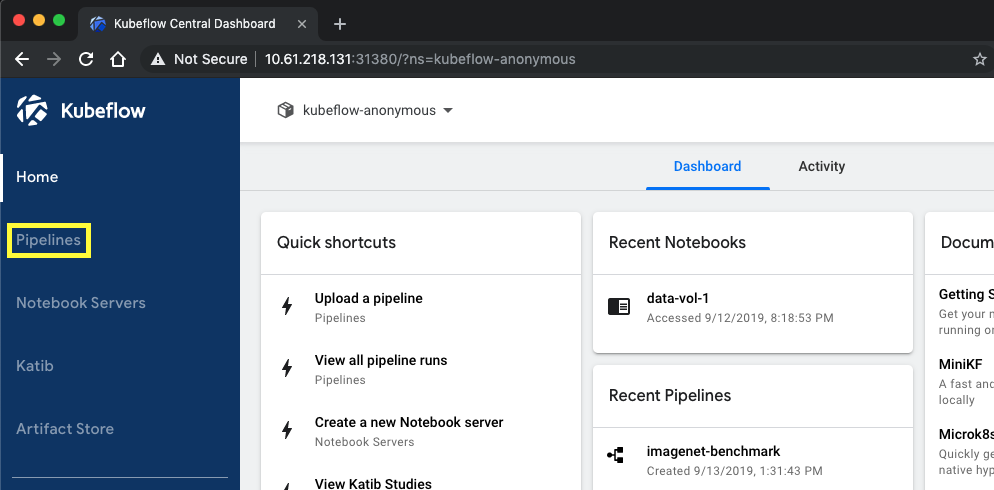 Kubeflow Central Dashboard
Not Secure
10.61.218.131:31380/?ns=kubeflow-anonymous
Kubeflow
kubeflow-anonymous
Home
Pipelines
Notebook Servers
Katib
Artifact Store
Dashboard
Activity
Quick shortcuts
Upload a pipeline
Pipelines
View all pipeline runs
Pipelines
Create a new Notebook server
Notebook Servers
View Katib Studies
Recent Notebooks
data-vol-1
Accessed 9/12/2019, 8:18:53 PM
Recent Pipelines
imagenet-benchmark
Created 9/13/2019, 1:31:43 PM
Docum
Getting S
Get your m
running on
MiniKF
A fast and
locally
Microk8s
Quickly ge
native hyp